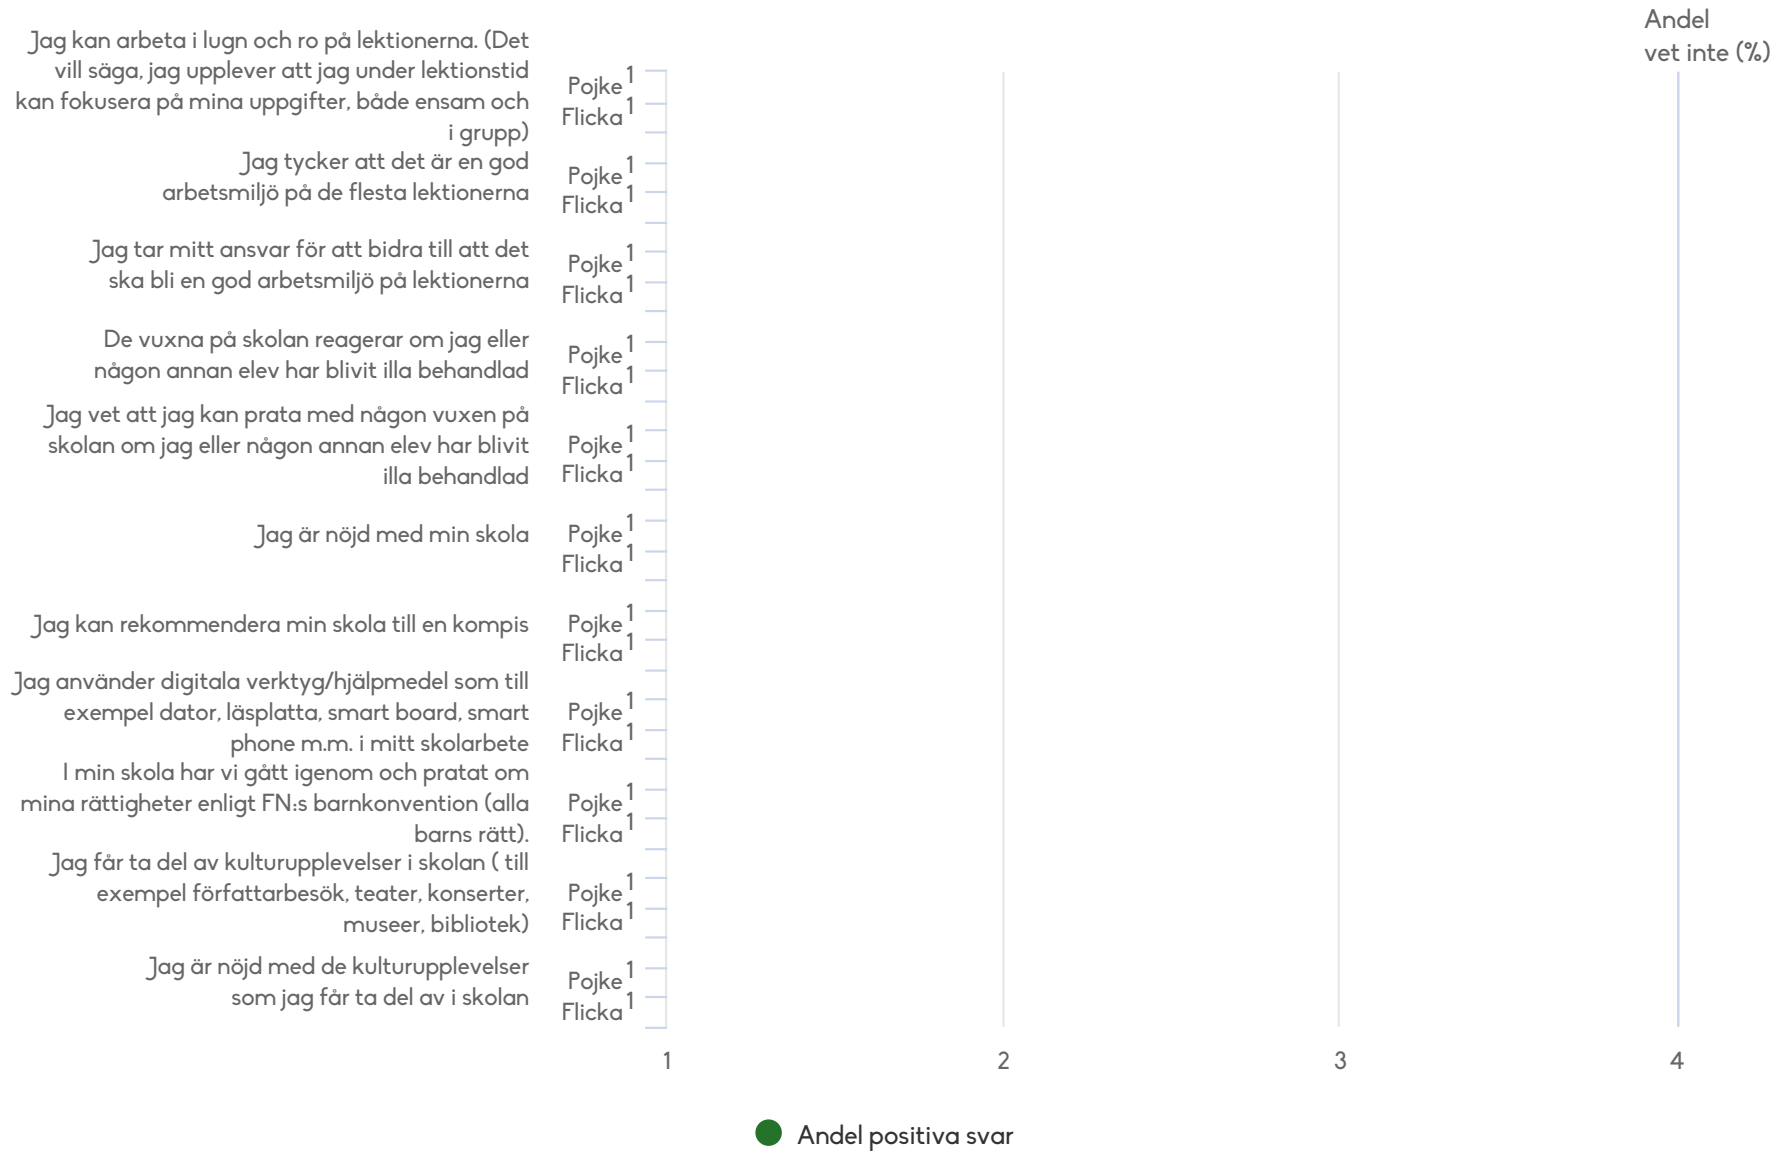 Andel
vet inte (%)
Jag kan arbeta i lugn och ro på lektionerna. (Det
vill säga, jag upplever att jag under lektionstid
kan fokusera på mina uppgifter, både ensam och
i grupp)
Pojke 1
Flicka 1
Jag tycker att det är en god
arbetsmiljö på de flesta lektionerna
Pojke 1
Flicka 1
Jag tar mitt ansvar för att bidra till att det
ska bli en god arbetsmiljö på lektionerna
Pojke 1
Flicka 1
De vuxna på skolan reagerar om jag eller
någon annan elev har blivit illa behandlad
Pojke 1
Flicka 1
Jag vet att jag kan prata med någon vuxen på
skolan om jag eller någon annan elev har blivit
illa behandlad
Pojke 1
Flicka 1
Jag är nöjd med min skola
Pojke 1
Flicka 1
Jag kan rekommendera min skola till en kompis
Pojke 1
Flicka 1
Jag använder digitala verktyg/hjälpmedel som till
exempel dator, läsplatta, smart board, smart
phone m.m. i mitt skolarbete
Pojke 1
Flicka 1
I min skola har vi gått igenom och pratat om
mina rättigheter enligt FN:s barnkonvention (alla
barns rätt).
Pojke 1
Flicka 1
Jag får ta del av kulturupplevelser i skolan ( till
exempel författarbesök, teater, konserter,
museer, bibliotek)
Pojke 1
Flicka 1
Jag är nöjd med de kulturupplevelser
som jag får ta del av i skolan
Pojke 1
Flicka 1
1 2 3 4
Andel positiva svar